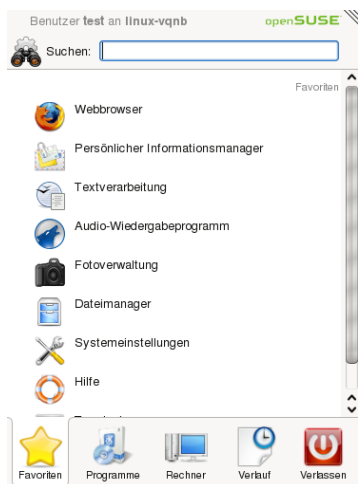 Benutzer test an linux-vqnb openSUSE
Suchen:
Favoriten
Webbrowser
Persönlicher Informationsmanager
Textverarbeitung
Audio-Wiedergabeprogramm
Fotoverwaltung
Dateimanager
Systemeinstellungen
Hilfe
Favoriten Programme Rechner Verlauf Verlassen